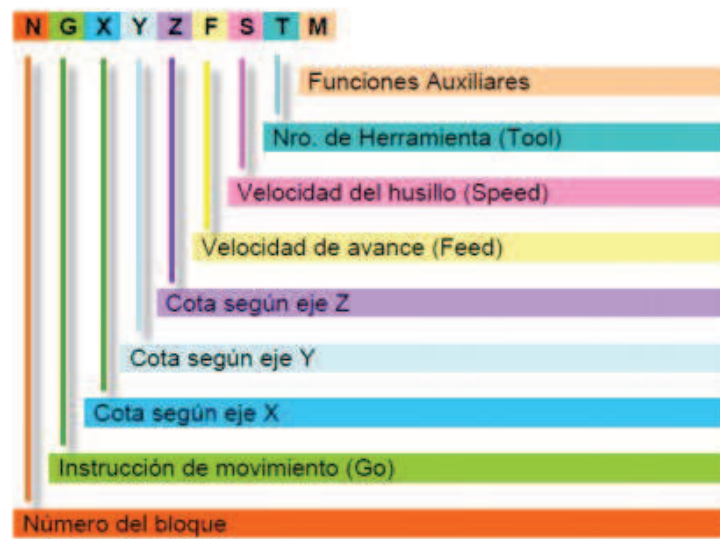 N G X Y Z F S T M
Funciones Auxiliares
Nro. de Herramienta (Tool)
Velocidad del husillo (Speed)
Velocidad de avance (Feed)
Cota según eje Z
Cota según eje Y
Cota según eje X
Instrucción de movimiento (Go)
Número del bloque